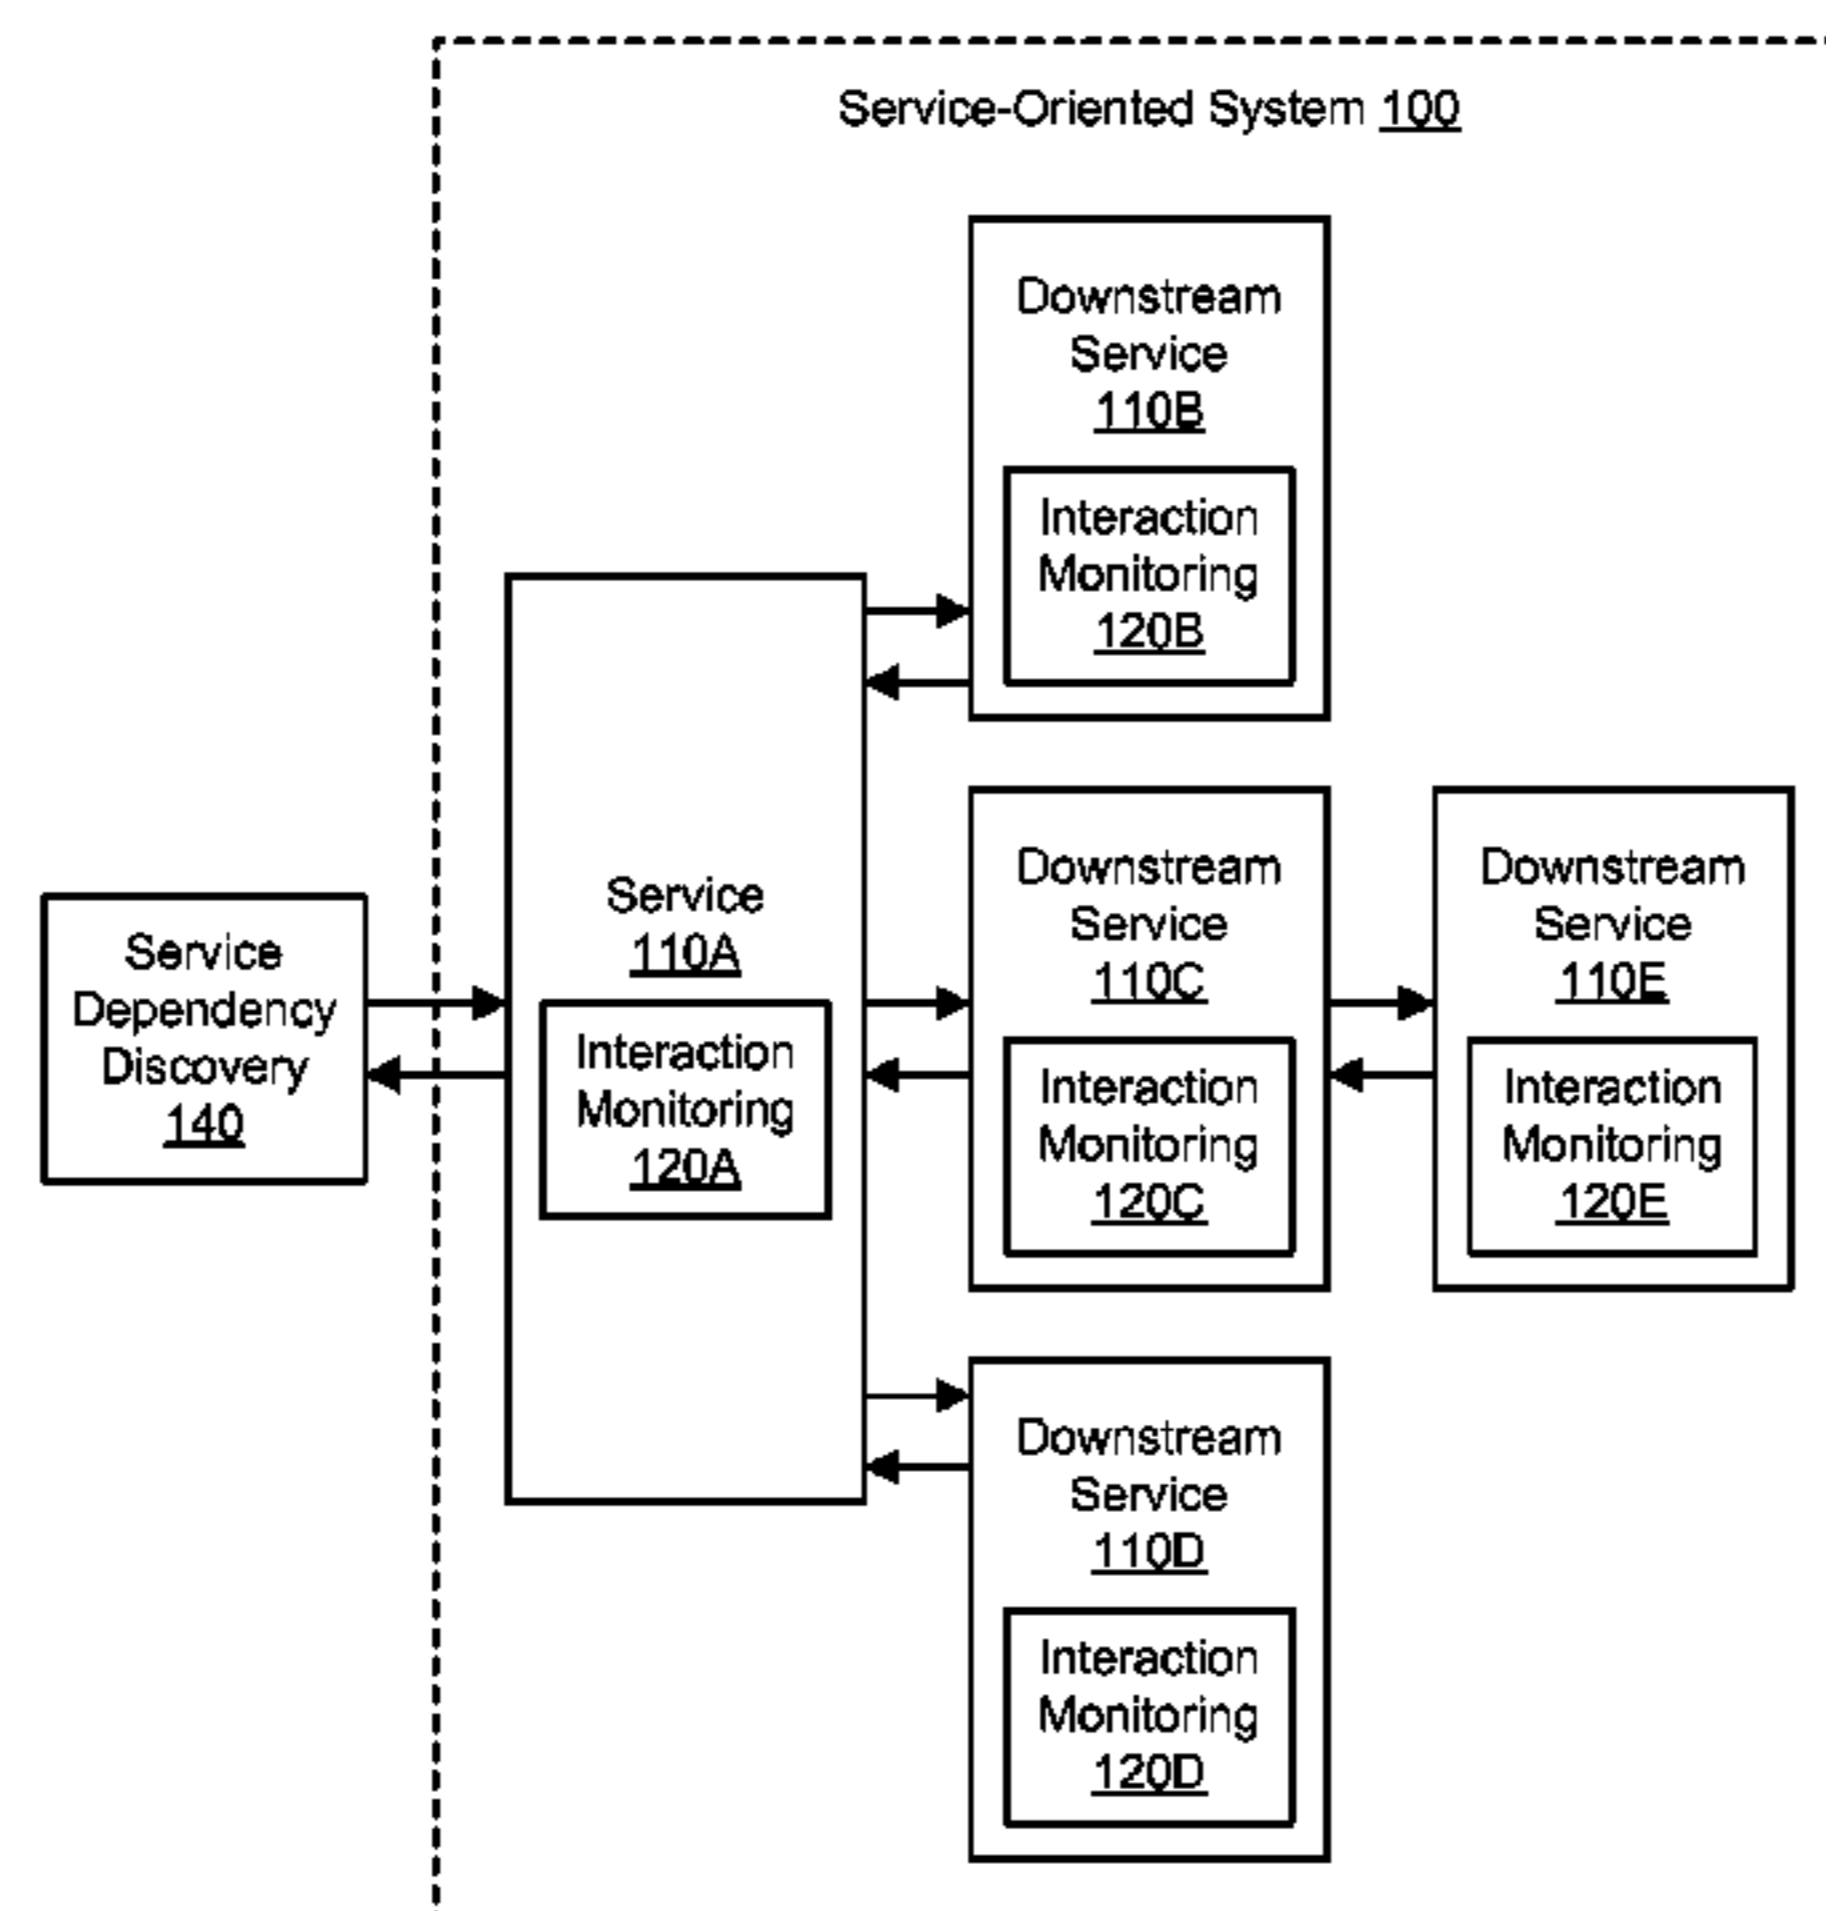 Service-Oriented System 100
Downstream
Service
110B
Interaction
Monitoring
120B
Service
Dependency
Discovery
140
Service
110A
Interaction
Monitoring
120A
Downstream
Service
110C
Interaction
Monitoring
120C
Downstream
Service
110E
Interaction
Monitoring
120E
Downstream
Service
110D
Interaction
Monitoring
120D